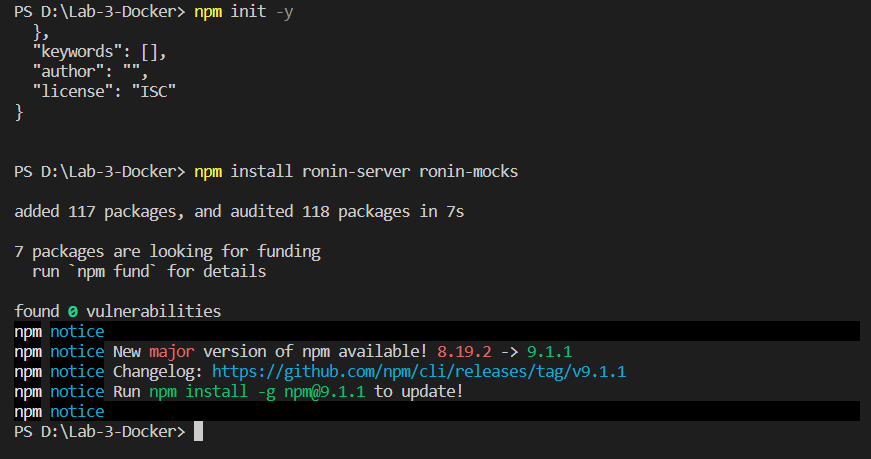 PS D:\Lab-3-Docker> npm init -y
  },
  "keywords": [],
  "author": "",
  "license": "ISC"
}
PS D:\Lab-3-Docker> npm install ronin-server ronin-mocks
added 117 packages, and audited 118 packages in 7s
7 packages are looking for funding
  run `npm fund` for details
found 0 vulnerabilities
npm notice
npm notice New major version of npm available! 8.19.2 -> 9.1.1
npm notice Changelog: https://github.com/npm/cli/releases/tag/v9.1.1
npm notice Run npm install -g npm@9.1.1 to update!
npm notice
PS D:\Lab-3-Docker>